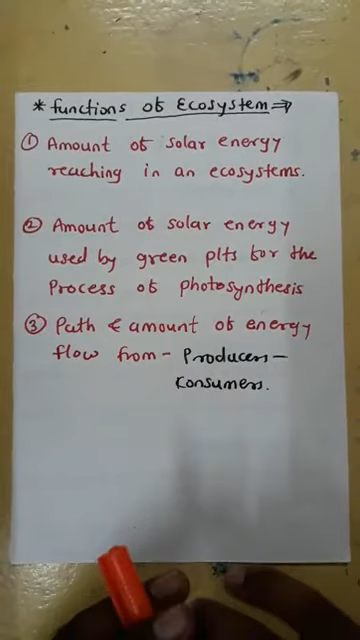 * functions of Ecosystem ⇒
① Amount of solar energy
reaching in an ecosystems.
② Amount of solar energy
used by green plts for the
Process of photosynthesis
③ Path & amount of energy
flow from - Producers -
Konsumers.